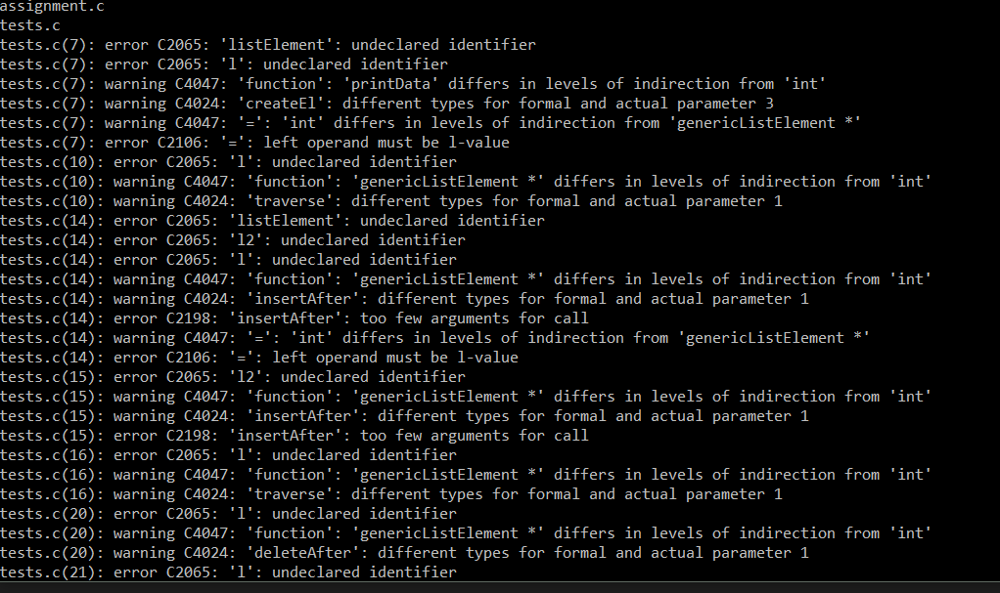 assignment.c
tests.c
tests.c(7): error C2065: 'listElement': undeclared identifier
tests.c(7): error C2065: 'l': undeclared identifier
tests.c(7): warning C4047: 'function': 'printData' differs in levels of indirection from 'int'
tests.c(7): warning C4024: 'createEl': different types for formal and actual parameter 3
tests.c(7): warning C4047: '=': 'int' differs in levels of indirection from 'genericListElement *'
tests.c(7): error C2106: '=': left operand must be l-value
tests.c(10): error C2065: 'l': undeclared identifier
tests.c(10): warning C4047: 'function': 'genericListElement *' differs in levels of indirection from 'int'
tests.c(10): warning C4024: 'traverse': different types for formal and actual parameter 1
tests.c(14): error C2065: 'listElement': undeclared identifier
tests.c(14): error C2065: 'l2': undeclared identifier
tests.c(14): error C2065: 'l': undeclared identifier
tests.c(14): warning C4047: 'function': 'genericListElement *' differs in levels of indirection from 'int'
tests.c(14): warning C4024: 'insertAfter': different types for formal and actual parameter 1
tests.c(14): error C2198: 'insertAfter': too few arguments for call
tests.c(14): warning C4047: '=': 'int' differs in levels of indirection from 'genericListElement *'
tests.c(14): error C2106: '=': left operand must be l-value
tests.c(15): error C2065: 'l2': undeclared identifier
tests.c(15): warning C4047: 'function': 'genericListElement *' differs in levels of indirection from 'int'
tests.c(15): warning C4024: 'insertAfter': different types for formal and actual parameter 1
tests.c(15): error C2198: 'insertAfter': too few arguments for call
tests.c(16): error C2065: 'l': undeclared identifier
tests.c(16): warning C4047: 'function': 'genericListElement *' differs in levels of indirection from 'int'
tests.c(16): warning C4024: 'traverse': different types for formal and actual parameter 1
tests.c(20): error C2065: 'l': undeclared identifier
tests.c(20): warning C4047: 'function': 'genericListElement *' differs in levels of indirection from 'int'
tests.c(20): warning C4024: 'deleteAfter': different types for formal and actual parameter 1
tests.c(21): error C2065: 'l': undeclared identifier